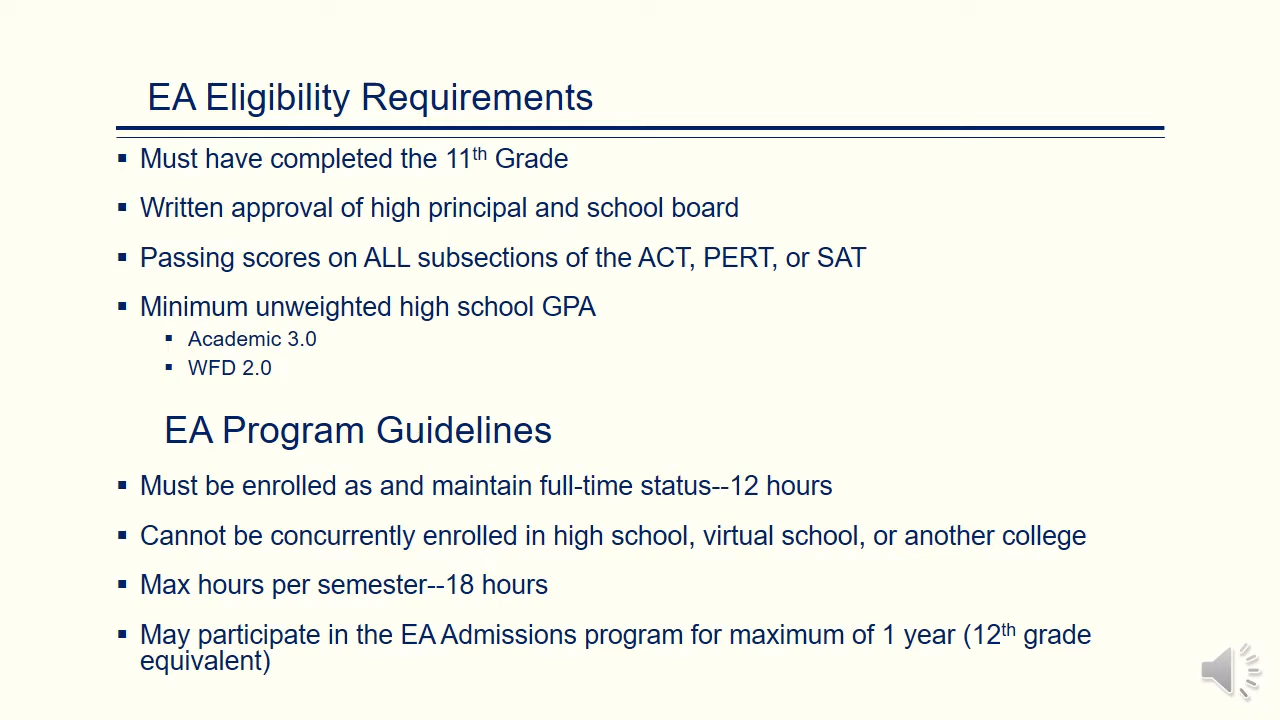 EA Eligibility Requirements
▪ Must have completed the 11th Grade
▪ Written approval of high principal and school board
▪ Passing scores on ALL subsections of the ACT, PERT, or SAT
▪ Minimum unweighted high school GPA
▪ Academic 3.0
▪ WFD 2.0
EA Program Guidelines
▪ Must be enrolled as and maintain full-time status--12 hours
▪ Cannot be concurrently enrolled in high school, virtual school, or another college
▪ Max hours per semester--18 hours
▪ May participate in the EA Admissions program for maximum of 1 year (12th grade
equivalent)